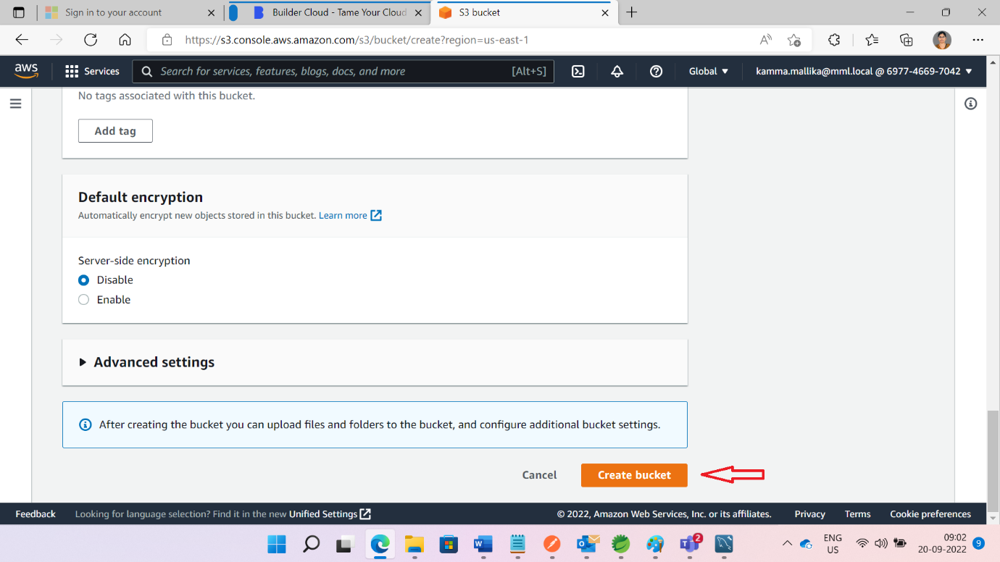 Sign in to your account
Builder Cloud - Tame Your Cloud
S3 bucket
https://s3.console.aws.amazon.com/s3/bucket/create?region=us-east-1
aws
Services
Search for services, features, blogs, docs, and more
[Alt+S]
Global
kamma.mallika@mml.local @ 6977-4669-7042
No tags associated with this bucket.
Add tag
Default encryption
Automatically encrypt new objects stored in this bucket. Learn more
Server-side encryption
Disable
Enable
Advanced settings
After creating the bucket you can upload files and folders to the bucket, and configure additional bucket settings.
Cancel
Create bucket
Feedback
Looking for language selection? Find it in the new Unified Settings
© 2022, Amazon Web Services, Inc. or its affiliates.
Privacy
Terms
Cookie preferences
2
ENG
US
09:02
20-09-2022
9